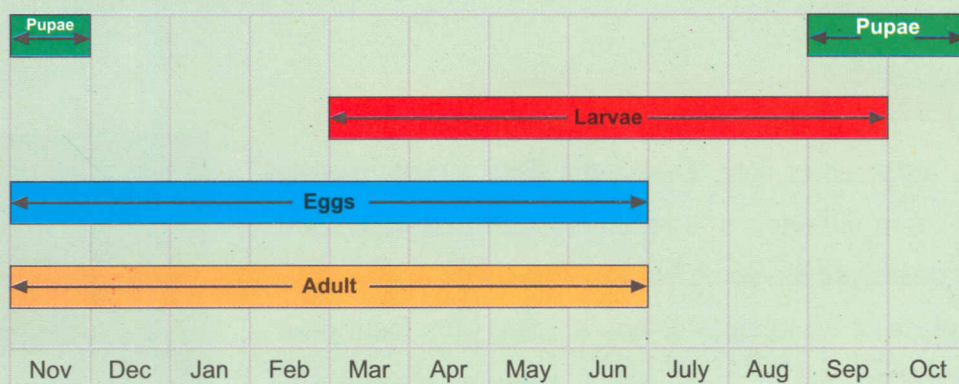 Pupae
Pupae
Larvae
Eggs
Adult
Nov Dec Jan Feb Mar Apr May Jun July Aug Sep Oct